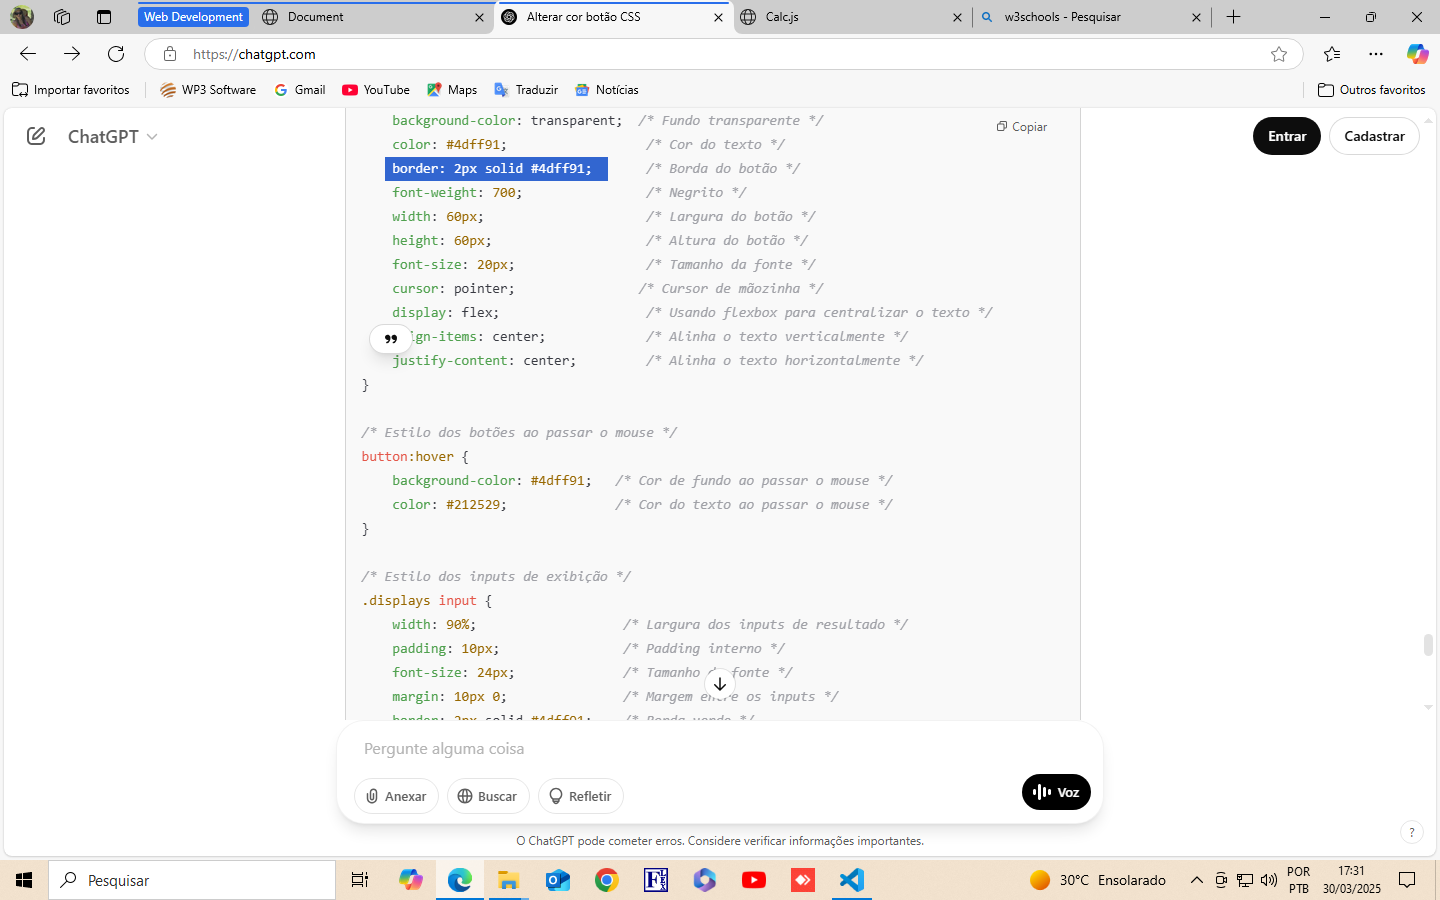 Web Development
Document
Alterar cor botão CSS
Calc.js
w3schools - Pesquisar
https://chatgpt.com
Importar favoritos
WP3 Software
Gmail
YouTube
Maps
Traduzir
Notícias
Outros favoritos
ChatGPT
Copiar
Entrar
Cadastrar
background-color: transparent;  /* Fundo transparente */
color: #4dff91;                  /* Cor do texto */
border: 2px solid #4dff91;       /* Borda do botão */
font-weight: 700;                /* Negrito */
width: 60px;                     /* Largura do botão */
height: 60px;                    /* Altura do botão */
font-size: 20px;                 /* Tamanho da fonte */
cursor: pointer;                /* Cursor de mãozinha */
display: flex;                   /* Usando flexbox para centralizar o texto */
ign-items: center;             /* Alinha o texto verticalmente */
justify-content: center;         /* Alinha o texto horizontalmente */
}
/* Estilo dos botões ao passar o mouse */
button:hover {
background-color: #4dff91;   /* Cor de fundo ao passar o mouse */
color: #212529;              /* Cor do texto ao passar o mouse */
}
/* Estilo dos inputs de exibição */
.displays input {
width: 90%;                   /* Largura dos inputs de resultado */
padding: 10px;                /* Padding interno */
font-size: 24px;              /* Tamanho da fonte */
margin: 10px 0;               /* Margem entre os inputs */
border: 2px solid #4dff91;    /* Borda verde */
Pergunte alguma coisa
Anexar
Buscar
Refletir
Voz
O ChatGPT pode cometer erros. Considere verificar informações importantes.
?
Pesquisar
30°C Ensolarado
POR
PTB
17:31
30/03/2025